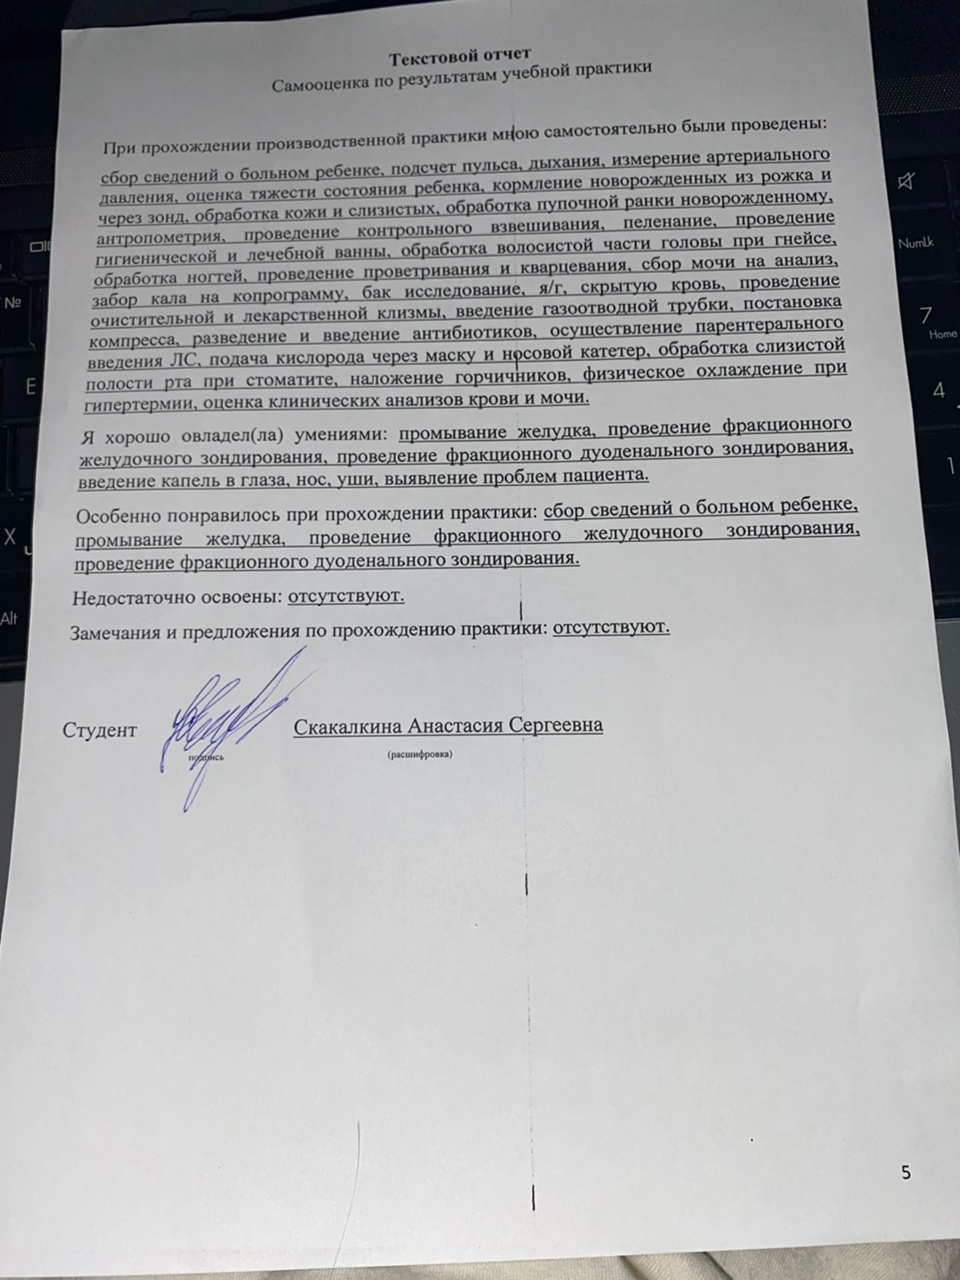 Текстовой отчет
Самооценка по результатам учебной практики
При прохождении производственной практики мною самостоятельно были проведены:
сбор сведений о больном ребенке, подсчет пульса, дыхания, измерение артериального
давления, оценка тяжести состояния ребенка, кормление новорожденных из рожка и
через зонд, обработка кожи и слизистых, обработка пупочной ранки новорожденному,
антропометрия, проведение контрольного взвешивания, пеленание, проведение
гигиенической и лечебной ванны, обработка волосистой части головы при гнейсе,
обработка ногтей, проведение проветривания и кварцевания, сбор мочи на анализ,
забор кала на копрограмму, бак исследование, я/г, скрытую кровь, проведение
очистительной и лекарственной клизмы, введение газоотводной трубки, постановка
компресса, разведение и введение антибиотиков, осуществление парентерального
введения ЛС, подача кислорода через маску и носовой катетер, обработка слизистой
полости рта при стоматите, наложение горчичников, физическое охлаждение при
гипертермии, оценка клинических анализов крови и мочи.
Я хорошо овладел(ла) умениями: промывание желудка, проведение фракционного
желудочного зондирования, проведение фракционного дуоденального зондирования,
введение капель в глаза, нос, уши, выявление проблем пациента.
Особенно понравилось при прохождении практики: сбор сведений о больном ребенке,
промывание желудка, проведение фракционного желудочного зондирования,
проведение фракционного дуоденального зондирования.
Недостаточно освоены: отсутствуют.
Замечания и предложения по прохождению практики: отсутствуют.
Студент Скакалкина Анастасия Сергеевна
подпись (расшифровка)
5
NumLk
7
Home
4
1
№
E
X
Alt